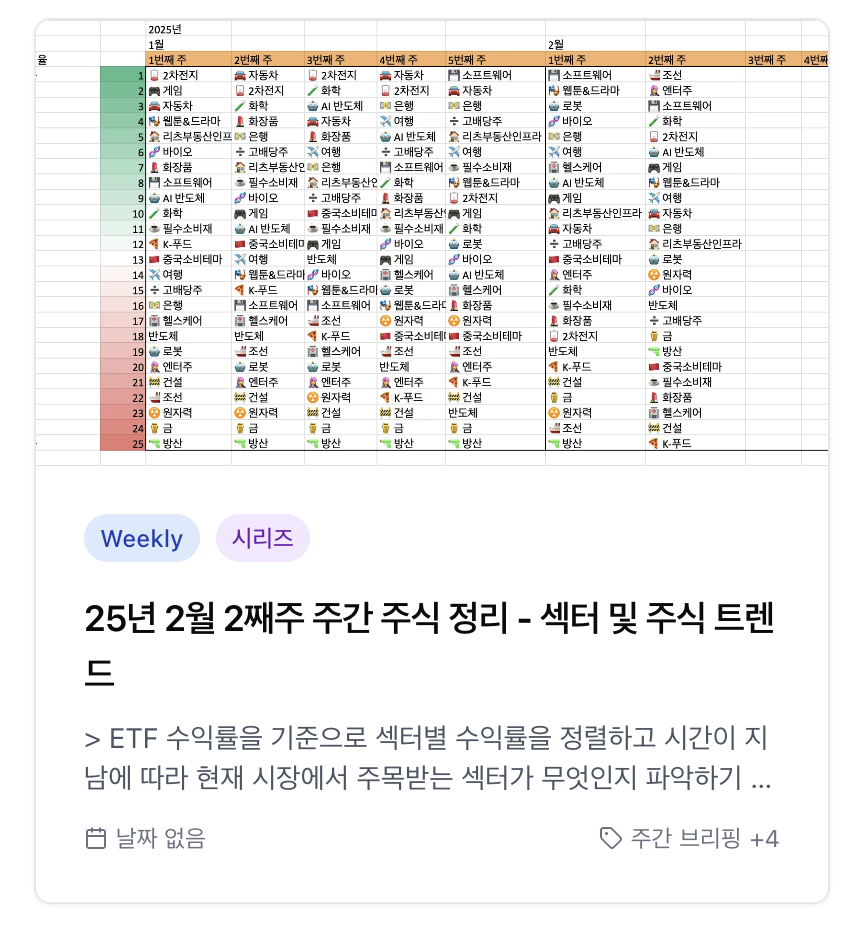 2025년
1월 2월
율 1번째 주 2번째 주 3번째 주 4번째 주 5번째 주 1번째 주 2번째 주 3번째 주 4번째
1 2차전지 자동차 2차전지 자동차 소프트웨어 소프트웨어 조선
2 게임 2차전지 화학 2차전지 자동차 웹툰&드라마 엔터주
3 자동차 화학 AI 반도체 은행 은행 로봇 소프트웨어
4 웹툰&드라마 화장품 자동차 여행 고배당주 바이오 화학
5 리츠부동산인프 은행 화장품 AI 반도체 리츠부동산인프라 은행 2차전지
6 바이오 고배당주 여행 고배당주 여행 여행 AI 반도체
7 화장품 리츠부동산인 은행 소프트웨어 필수소비재 헬스케어 게임
8 소프트웨어 필수소비재 리츠부동산인 화학 웹툰&드라마 AI 반도체 웹툰&드라마
9 AI 반도체 바이오 고배당주 화장품 2차전지 게임 여행
10 화학 게임 중국소비테마 리츠부동산 게임 리츠부동산인프라 자동차
11 필수소비재 AI 반도체 필수소비재 필수소비재 화학 자동차 은행
12 K-푸드 중국소비테마 게임 바이오 로봇 고배당주 리츠부동산인프라
13 중국소비테마 여행 반도체 게임 바이오 중국소비테마 로봇
14 여행 웹툰&드라마 바이오 헬스케어 AI 반도체 엔터주 원자력
15 고배당주 K-푸드 웹툰&드라마 로봇 헬스케어 화학 바이오
16 은행 소프트웨어 소프트웨어 웹툰&드라 화장품 필수소비재 반도체
17 헬스케어 헬스케어 조선 원자력 원자력 화장품 고배당주
18 반도체 반도체 K-푸드 중국소비테 중국소비테마 2차전지 금
19 로봇 조선 헬스케어 조선 조선 반도체 방산
20 엔터주 로봇 로봇 반도체 엔터주 K-푸드 중국소비테마
21 건설 엔터주 엔터주 엔터주 K-푸드 건설 필수소비재
22 조선 건설 원자력 K-푸드 건설 금 화장품
23 원자력 원자력 건설 건설 반도체 원자력 헬스케어
24 금 금 금 금 금 조선 건설
25 방산 방산 방산 방산 방산 방산 K-푸드
Weekly 시리즈
25년 2월 2째주 주간 주식 정리 - 섹터 및 주식 트렌
드
> ETF 수익률을 기준으로 섹터별 수익률을 정렬하고 시간이 지
남에 따라 현재 시장에서 주목받는 섹터가 무엇인지 파악하기 ...
날짜 없음 주간 브리핑 +4